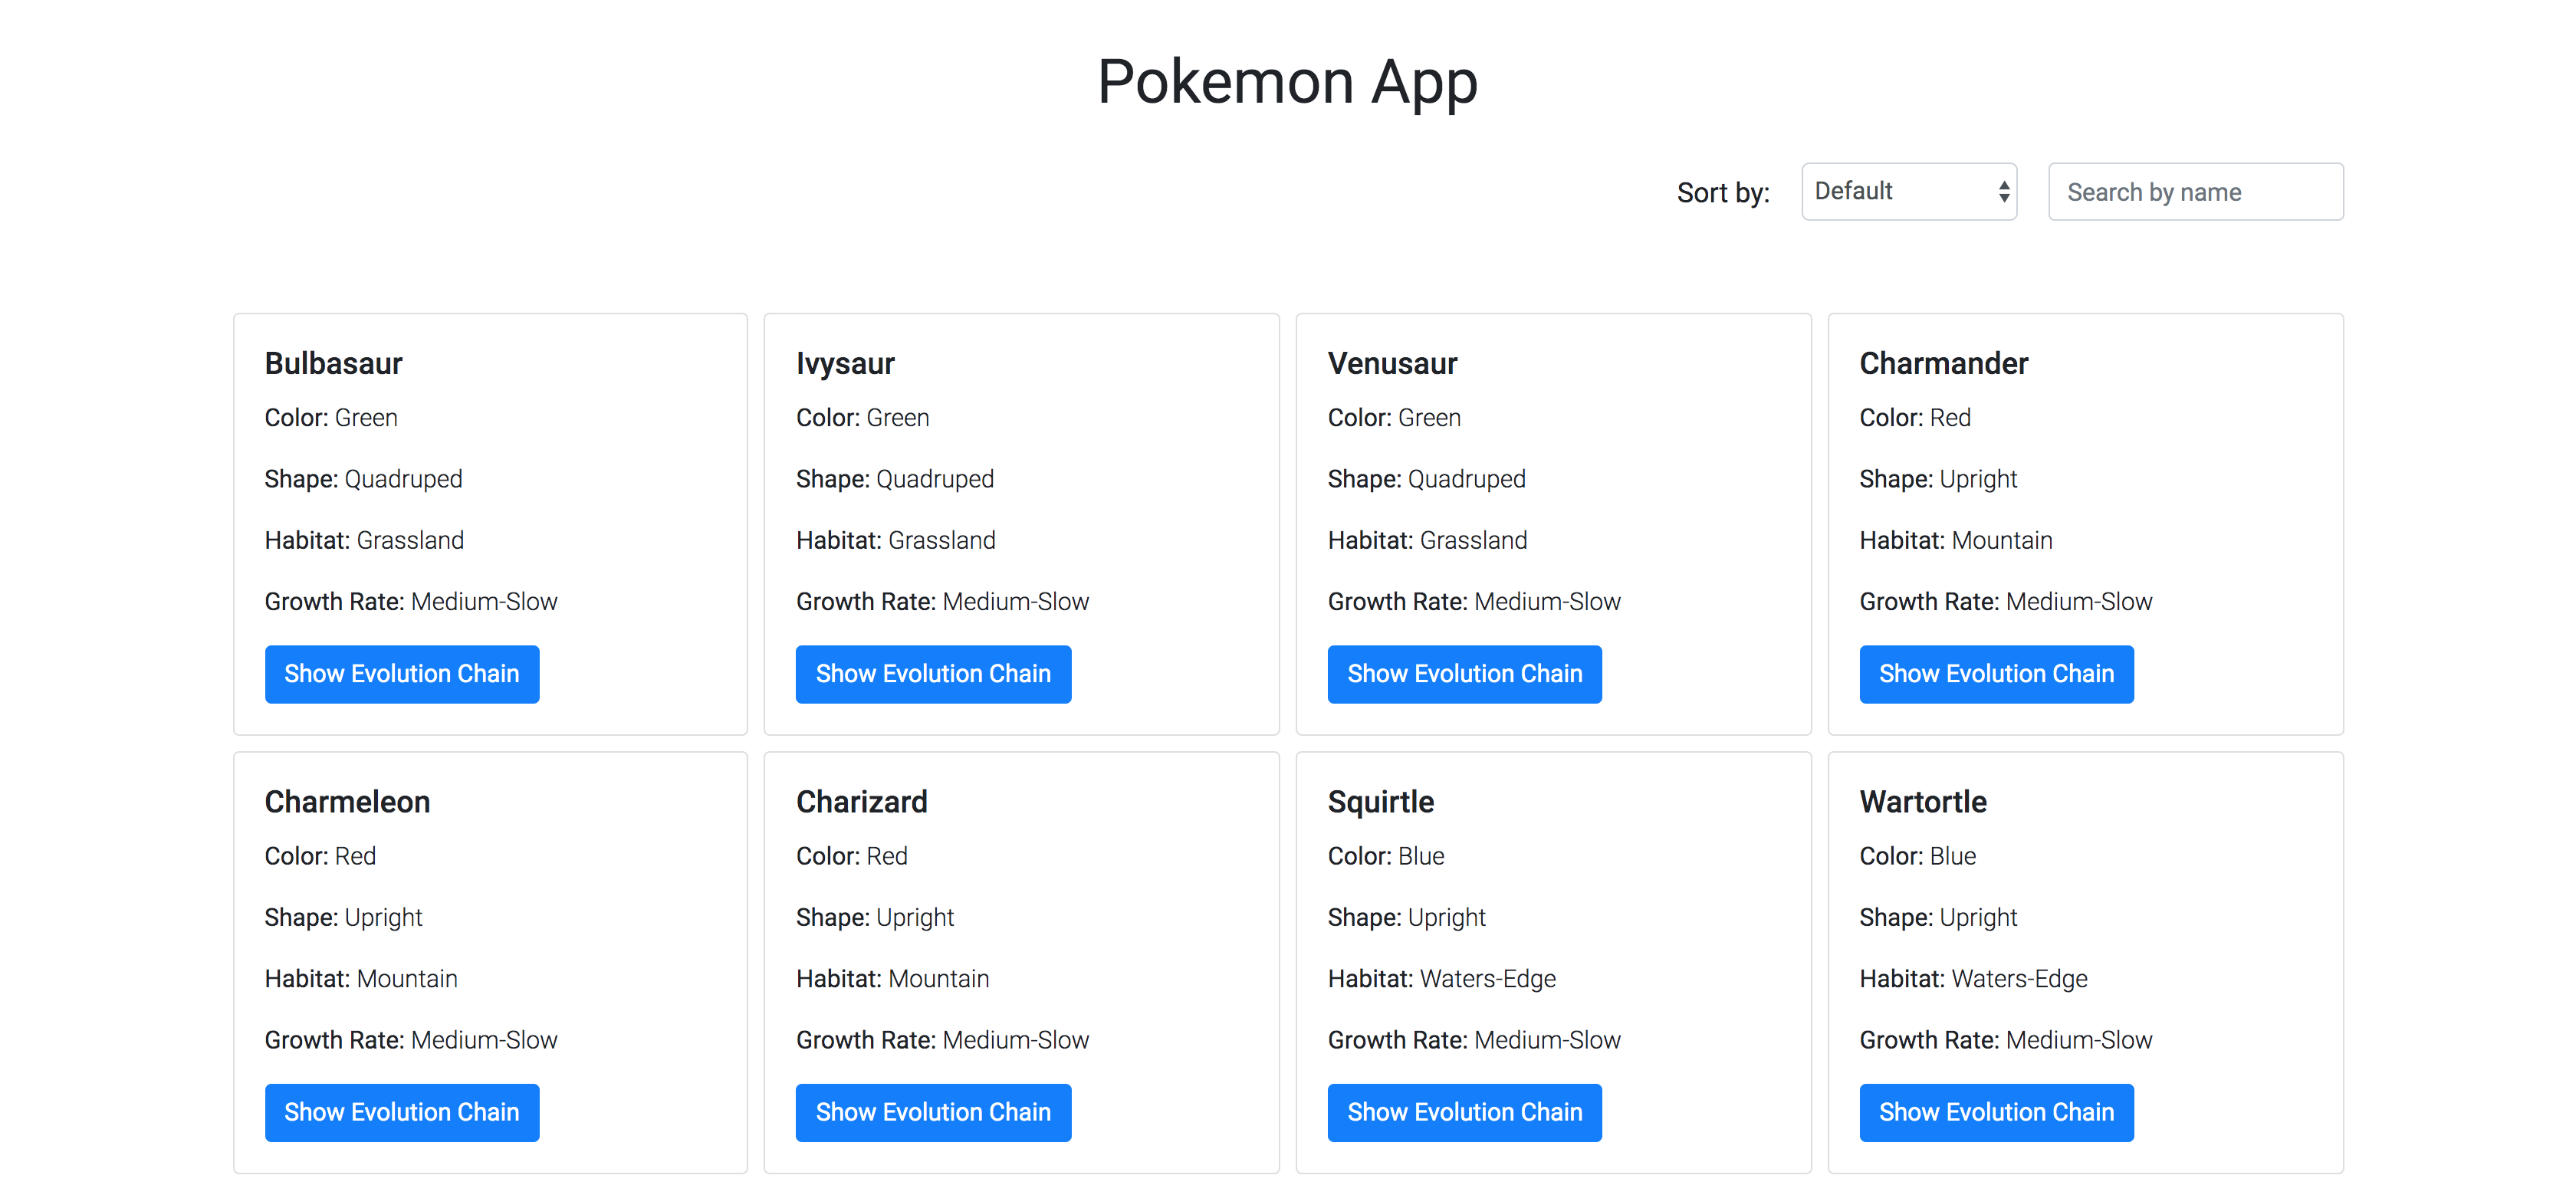 Pokemon App
Sort by: Default Search by name
Bulbasaur
Color: Green
Shape: Quadruped
Habitat: Grassland
Growth Rate: Medium-Slow
Show Evolution Chain
Ivysaur
Color: Green
Shape: Quadruped
Habitat: Grassland
Growth Rate: Medium-Slow
Show Evolution Chain
Venusaur
Color: Green
Shape: Quadruped
Habitat: Grassland
Growth Rate: Medium-Slow
Show Evolution Chain
Charmander
Color: Red
Shape: Upright
Habitat: Mountain
Growth Rate: Medium-Slow
Show Evolution Chain
Charmeleon
Color: Red
Shape: Upright
Habitat: Mountain
Growth Rate: Medium-Slow
Show Evolution Chain
Charizard
Color: Red
Shape: Upright
Habitat: Mountain
Growth Rate: Medium-Slow
Show Evolution Chain
Squirtle
Color: Blue
Shape: Upright
Habitat: Waters-Edge
Growth Rate: Medium-Slow
Show Evolution Chain
Wartortle
Color: Blue
Shape: Upright
Habitat: Waters-Edge
Growth Rate: Medium-Slow
Show Evolution Chain